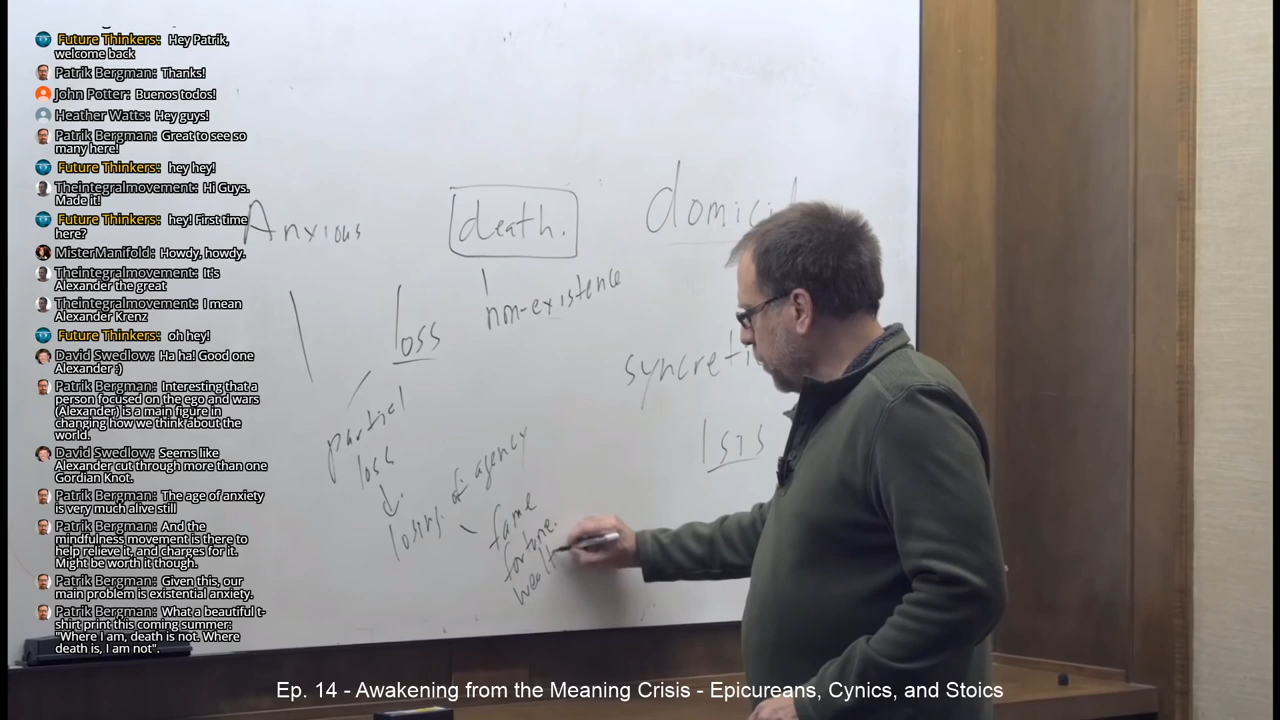 Future Thinkers: Hey Patrik,
welcome back
Patrik Bergman: Thanks!
John Potter: Buenos todos!
Heather Watts: Hey guys!
Patrik Bergman: Great to see so
many here!
Future Thinkers: hey hey!
Theintegralmovement: Hi Guys.
Made it!
Future Thinkers: hey! First time
here?
MisterManifold: Howdy, howdy.
Theintegralmovement: It's
Alexander the great
Theintegralmovement: I mean
Alexander Krenz
Future Thinkers: oh hey!
David Swedlow: Ha ha! Good one
Alexander :)
Patrik Bergman: Interesting that a
person focused on the ego and wars
(Alexander) is a main figure in
changing how we think about the
world.
David Swedlow: Seems like
Alexander cut through more than one
Gordian Knot.
Patrik Bergman: The age of anxiety
is very much alive still
Patrik Bergman: And the
mindfulness movement is there to
help relieve it, and charges for it.
Might be worth it though.
Patrik Bergman: Given this, our
main problem is existential anxiety.
Patrik Bergman: What a beautiful t-
shirt print this coming summer:
"Where I am, death is not. Where
death is, I am not".
Anxious
death.
domici
loss
non-existence
partial
loss
losing of agency
fame
fortune.
wealt
syncreti
Isis
Ep. 14 - Awakening from the Meaning Crisis - Epicureans, Cynics, and Stoics